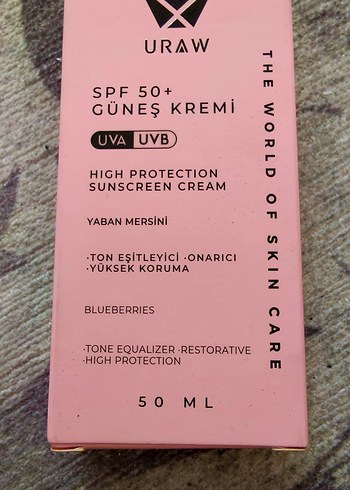 URAW
SPF 50+
GÜNEŞ KREMİ
UVA UVB
HIGH PROTECTION
SUNSCREEN CREAM
YABAN MERSİNİ
·TON EŞİTLEYİCİ ·ONARICI
·YÜKSEK KORUMA
BLUEBERRIES
·TONE EQUALIZER ·RESTORATIVE
·HIGH PROTECTION
50 ML
THE WORLD OF SKIN CARE